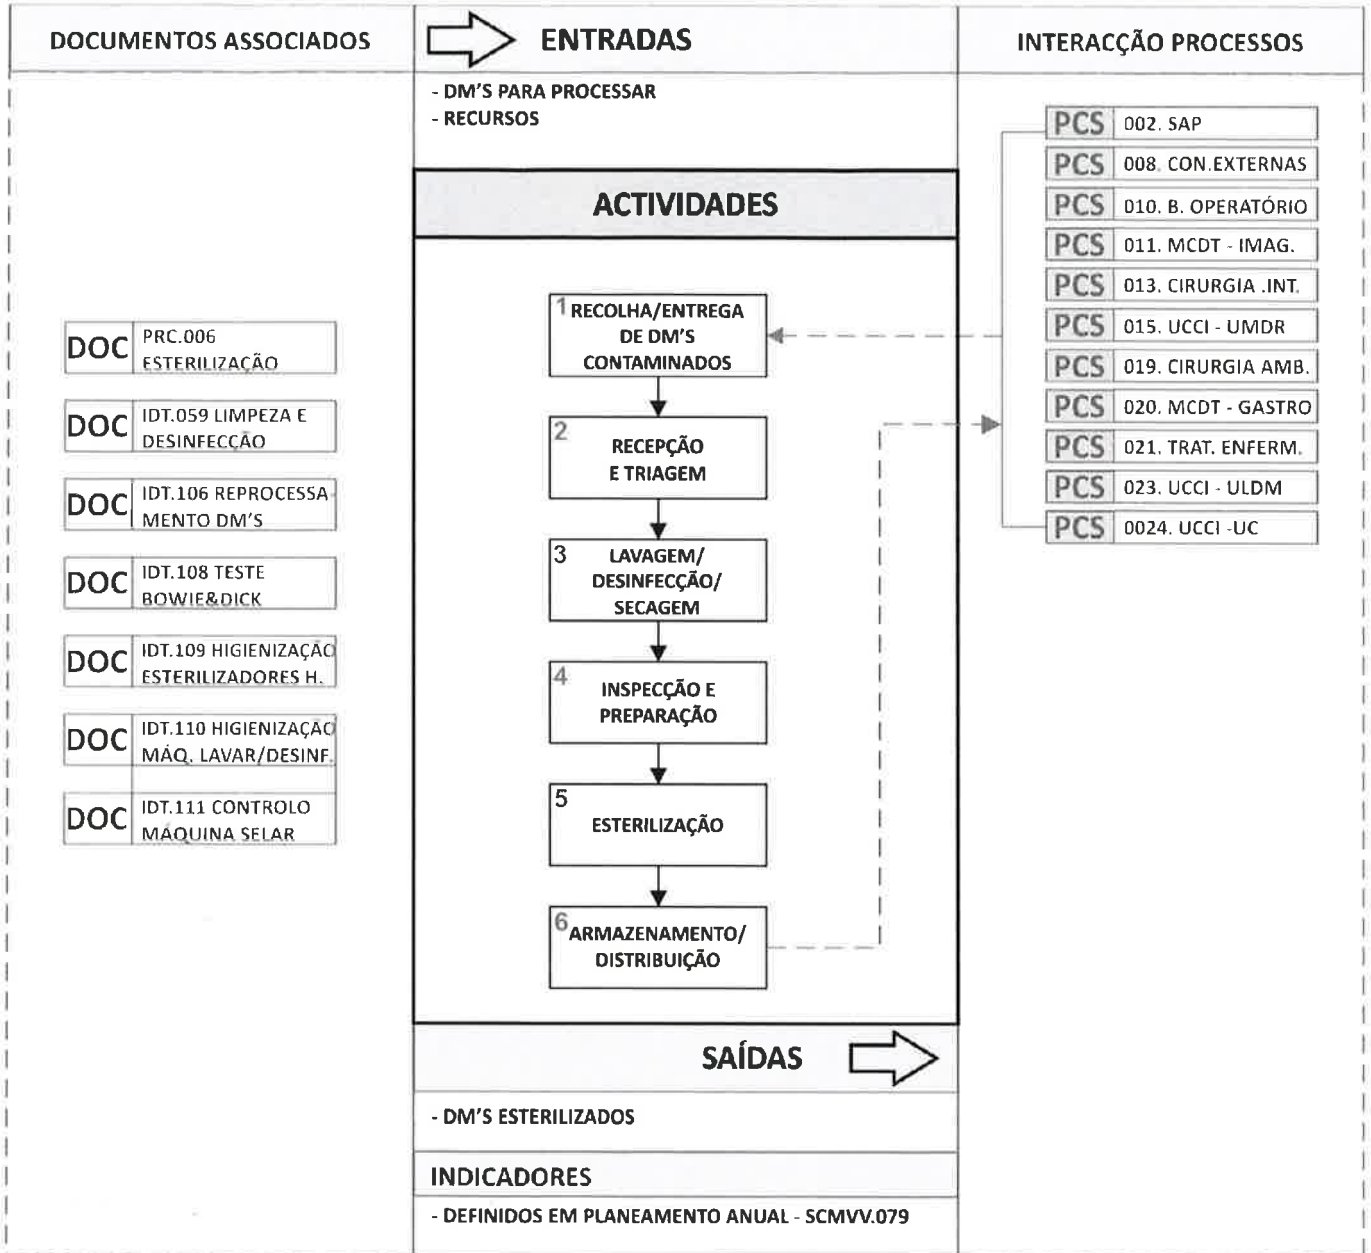 DOCUMENTOS ASSOCIADOS
ENTRADAS
INTERACÇÃO PROCESSOS
- DM'S PARA PROCESSAR
- RECURSOS
ACTIVIDADES
DOC PRC.006
ESTERILIZAÇÃO
DOC IDT.059 LIMPEZA E
DESINFECÇÃO
DOC IDT.106 REPROCESSA-
MENTO DM'S
DOC IDT.108 TESTE
BOWIE&DICK
DOC IDT.109 HIGIENIZAÇÃO
ESTERILIZADORES H.
DOC IDT.110 HIGIENIZAÇÃO
MÁQ. LAVAR/DESINF.
DOC IDT.111 CONTROLO
MÁQUINA SELAR
1 RECOLHA/ENTREGA
DE DM'S
CONTAMINADOS
2 RECEPÇÃO
E TRIAGEM
3 LAVAGEM/
DESINFECÇÃO/
SECAGEM
4 INSPECÇÃO E
PREPARAÇÃO
5 ESTERILIZAÇÃO
6 ARMAZENAMENTO/
DISTRIBUIÇÃO
PCS 002. SAP
PCS 008. CON.EXTERNAS
PCS 010. B. OPERATÓRIO
PCS 011. MCDT - IMAG.
PCS 013. CIRURGIA .INT.
PCS 015. UCCI - UMDR
PCS 019. CIRURGIA AMB.
PCS 020. MCDT - GASTRO
PCS 021. TRAT. ENFERM.
PCS 023. UCCI - ULDM
PCS 0024. UCCI -UC
SAÍDAS
- DM'S ESTERILIZADOS
INDICADORES
- DEFINIDOS EM PLANEAMENTO ANUAL - SCMVV.079